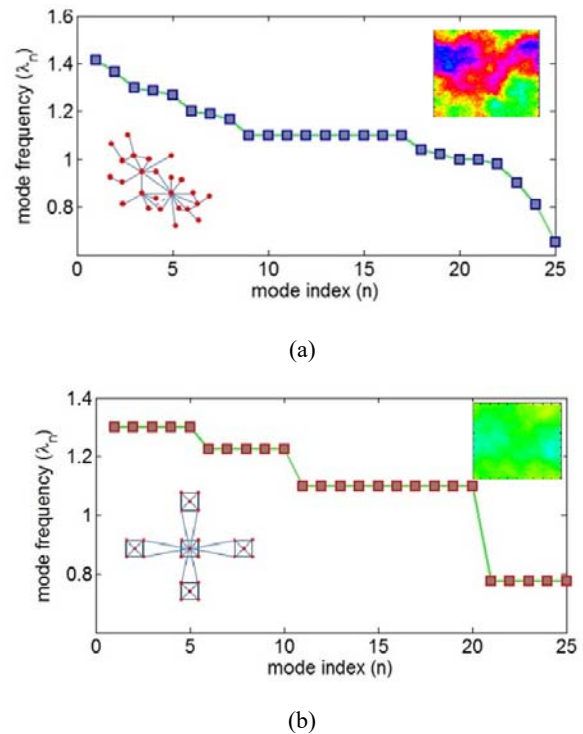 1.6
1.4
1.2
1
0.8
0 5 10 15 20 25
mode frequency (λn)
mode index (n)
(a)
1.4
1.2
1
0.8
0 5 10 15 20 25
mode frequency (λn)
mode index (n)
(b)